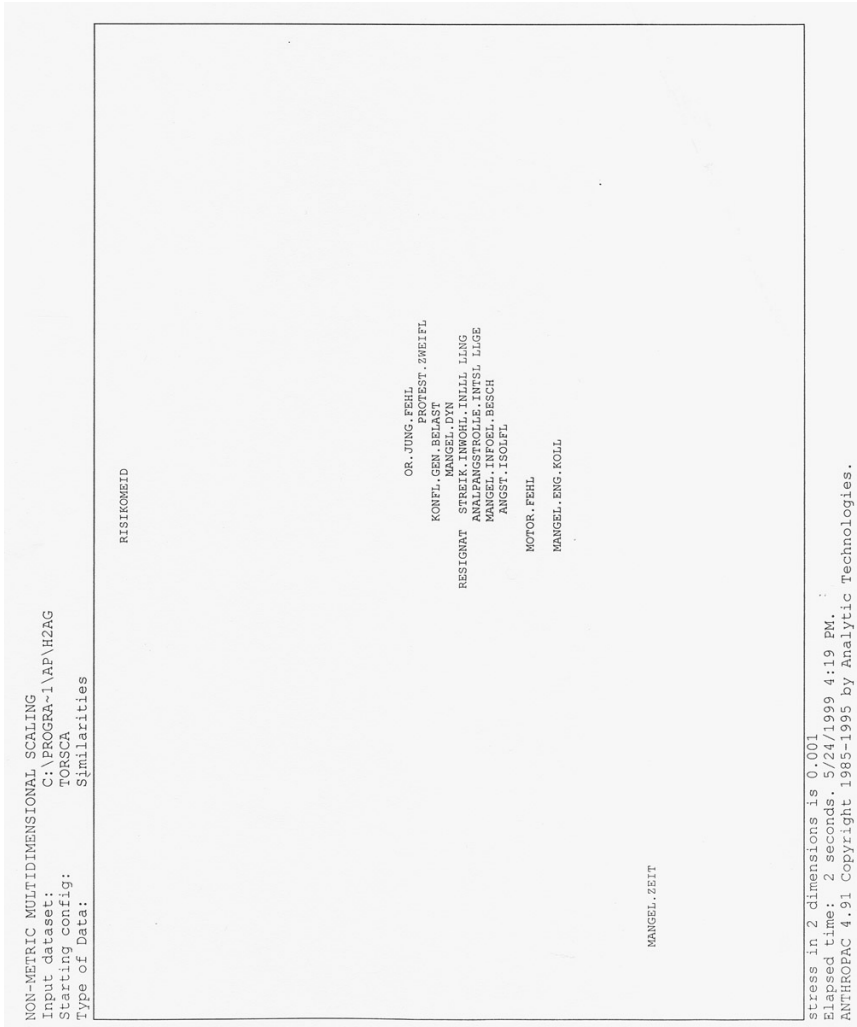 NON-METRIC MULTIDIMENSIONAL SCALING
Input dataset: C:\PROGRA~1\AP\H2AG
Starting config: TORSCA
Type of Data: Similarities
RISIKOMEID
OR.JUNG.FEHL
PROTEST.ZWEIFL
KONFL.GEN.BELAST
MANGEL.DYN
RESIGNAT STREIK.INWOHL.INLLL LLNG
ANALPANGSTROLLE.INTSL LLGE
MANGEL.INFOEL.BESCH
ANGST.ISOLFL
MOTOR.FEHL
MANGEL.ENG.KOLL
MANGEL.ZEIT
stress in 2 dimensions is 0.001
Elapsed time: 2 seconds. 5/24/1999 4:19 PM.
ANTHROPAC 4.91 Copyright 1985-1995 by Analytic Technologies.